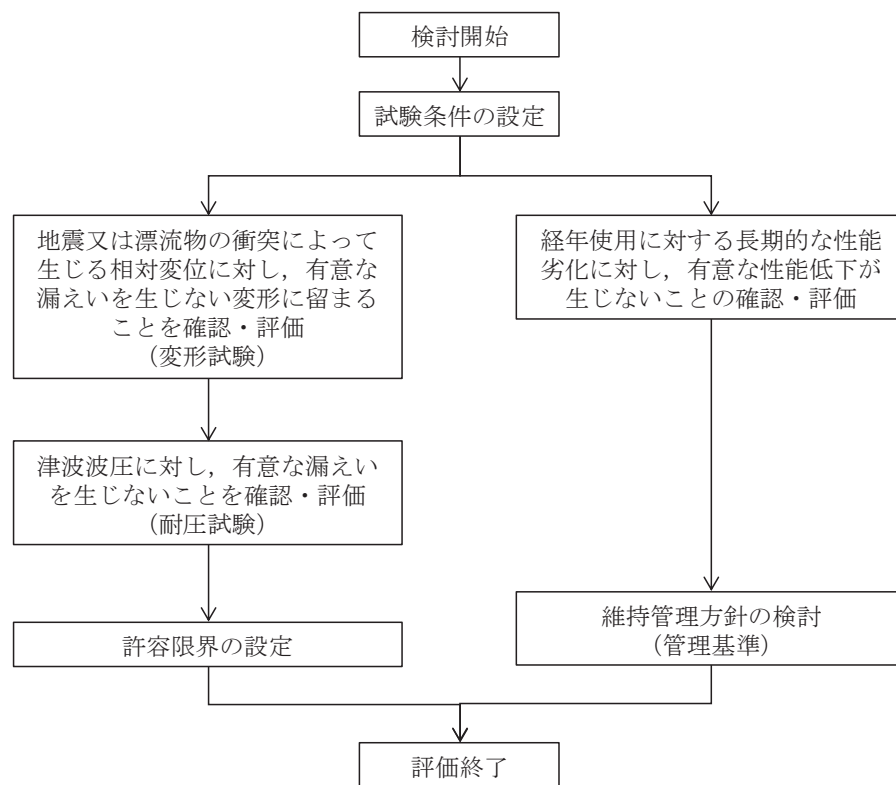 検討開始
試験条件の設定
地震又は漂流物の衝突によって
生じる相対変位に対し，有意な
漏えいを生じない変形に留まる
ことを確認・評価
（変形試験）
経年使用に対する長期的な性能
劣化に対し，有意な性能低下が
生じないことの確認・評価
津波波圧に対し，有意な漏えい
を生じないことを確認・評価
（耐圧試験）
許容限界の設定
維持管理方針の検討
（管理基準）
評価終了